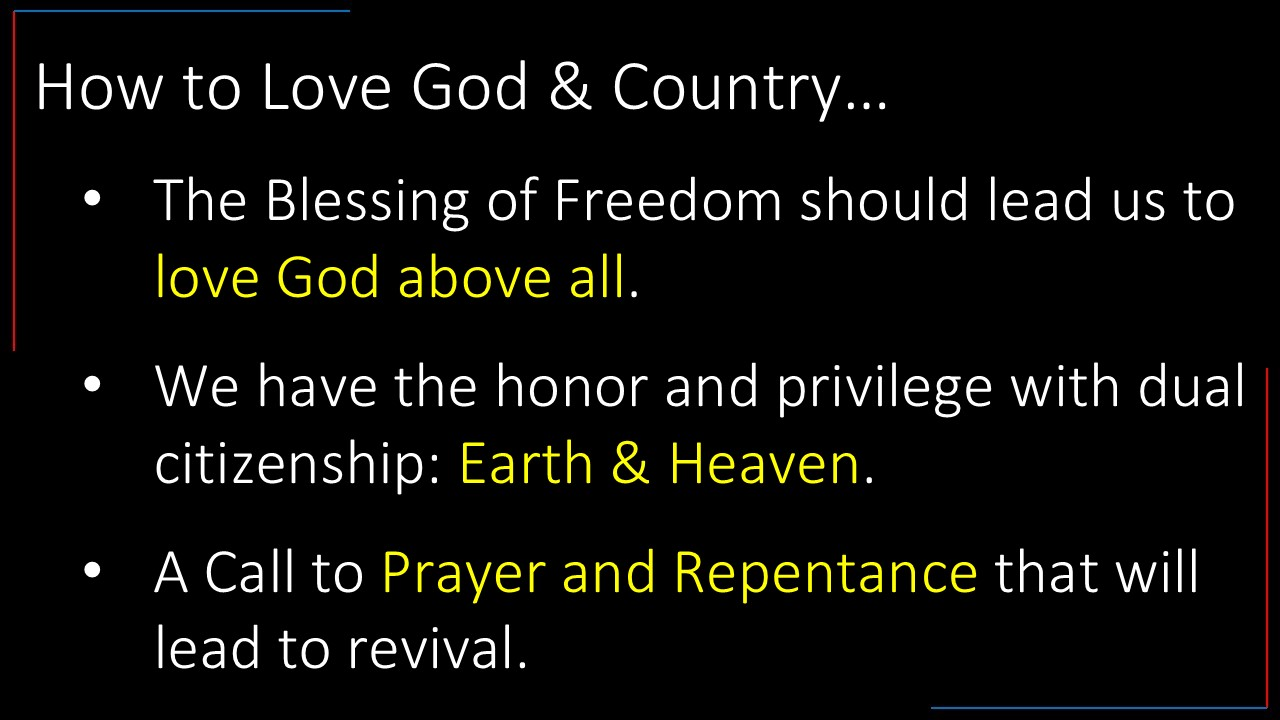 How to Love God & Country...
• The Blessing of Freedom should lead us to
love God above all.
• We have the honor and privilege with dual
citizenship: Earth & Heaven.
• A Call to Prayer and Repentance that will
lead to revival.